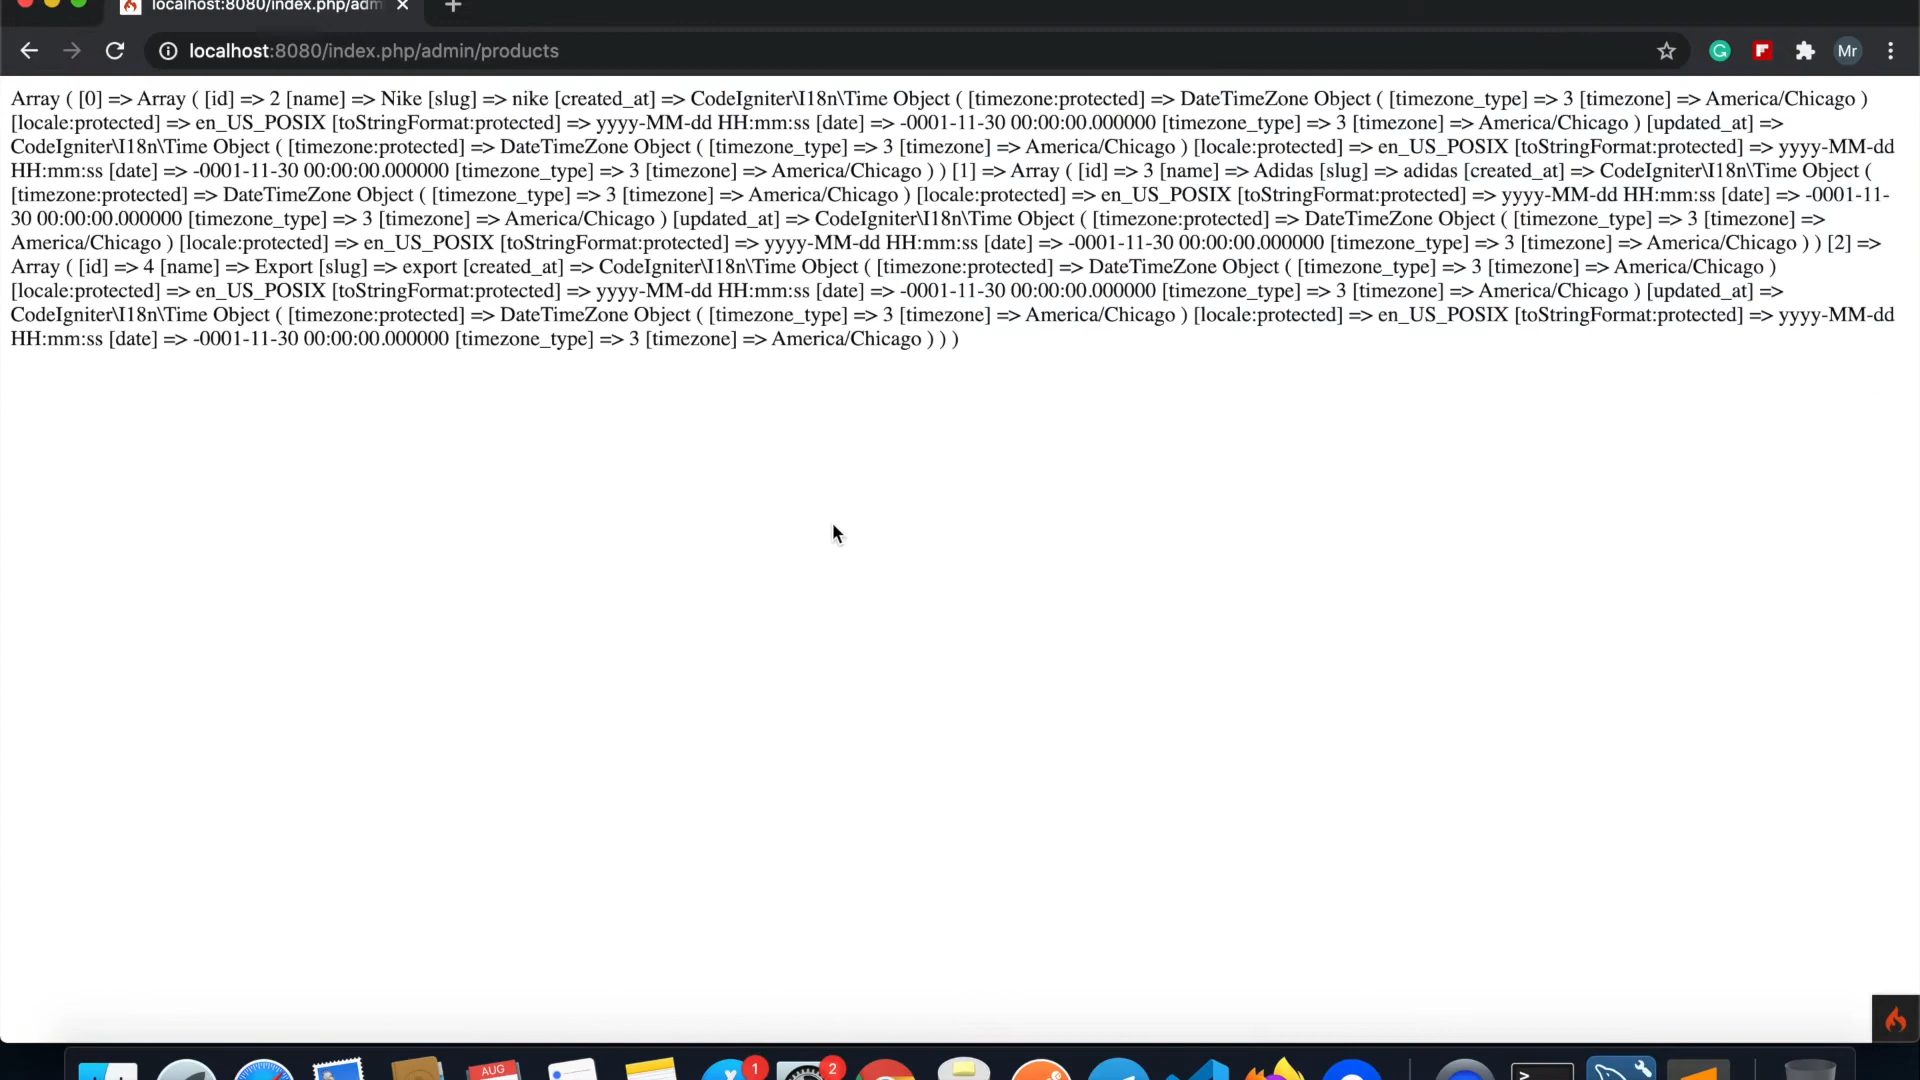 localhost:8080/index.php/adm
localhost:8080/index.php/admin/products
Mr
Array ( [0] => Array ( [id] => 2 [name] => Nike [slug] => nike [created_at] => CodeIgniter\I18n\Time Object ( [timezone:protected] => DateTimeZone Object ( [timezone_type] => 3 [timezone] => America/Chicago )
[locale:protected] => en_US_POSIX [toStringFormat:protected] => yyyy-MM-dd HH:mm:ss [date] => -0001-11-30 00:00:00.000000 [timezone_type] => 3 [timezone] => America/Chicago ) [updated_at] =>
CodeIgniter\I18n\Time Object ( [timezone:protected] => DateTimeZone Object ( [timezone_type] => 3 [timezone] => America/Chicago ) [locale:protected] => en_US_POSIX [toStringFormat:protected] => yyyy-MM-dd
HH:mm:ss [date] => -0001-11-30 00:00:00.000000 [timezone_type] => 3 [timezone] => America/Chicago ) ) [1] => Array ( [id] => 3 [name] => Adidas [slug] => adidas [created_at] => CodeIgniter\I18n\Time Object (
[timezone:protected] => DateTimeZone Object ( [timezone_type] => 3 [timezone] => America/Chicago ) [locale:protected] => en_US_POSIX [toStringFormat:protected] => yyyy-MM-dd HH:mm:ss [date] => -0001-11-
30 00:00:00.000000 [timezone_type] => 3 [timezone] => America/Chicago ) [updated_at] => CodeIgniter\I18n\Time Object ( [timezone:protected] => DateTimeZone Object ( [timezone_type] => 3 [timezone] =>
America/Chicago ) [locale:protected] => en_US_POSIX [toStringFormat:protected] => yyyy-MM-dd HH:mm:ss [date] => -0001-11-30 00:00:00.000000 [timezone_type] => 3 [timezone] => America/Chicago ) ) [2] =>
Array ( [id] => 4 [name] => Export [slug] => export [created_at] => CodeIgniter\I18n\Time Object ( [timezone:protected] => DateTimeZone Object ( [timezone_type] => 3 [timezone] => America/Chicago )
[locale:protected] => en_US_POSIX [toStringFormat:protected] => yyyy-MM-dd HH:mm:ss [date] => -0001-11-30 00:00:00.000000 [timezone_type] => 3 [timezone] => America/Chicago ) [updated_at] =>
CodeIgniter\I18n\Time Object ( [timezone:protected] => DateTimeZone Object ( [timezone_type] => 3 [timezone] => America/Chicago ) [locale:protected] => en_US_POSIX [toStringFormat:protected] => yyyy-MM-dd
HH:mm:ss [date] => -0001-11-30 00:00:00.000000 [timezone_type] => 3 [timezone] => America/Chicago ) ) )
AUG
1
2